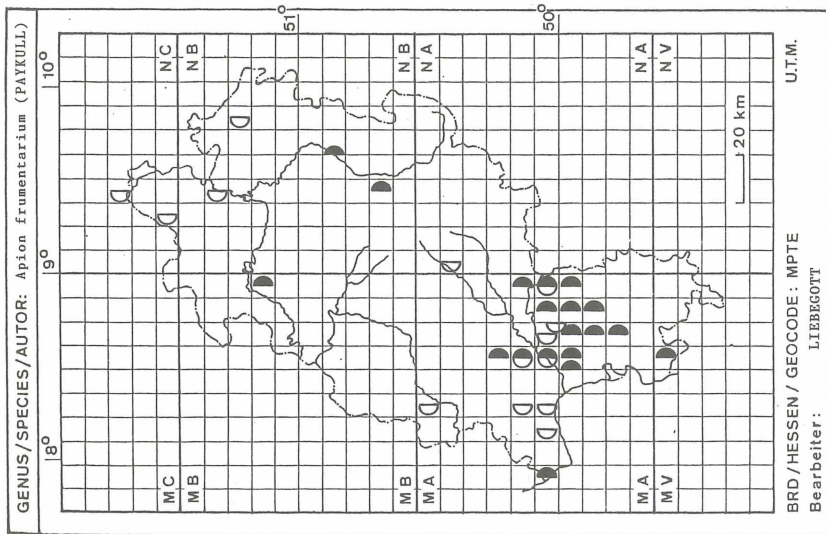 GENUS/SPECIES/AUTOR: Apion frumentarium (PAYKULL)
8° 9° 10°
MC NC
MB NB
51°
MB NB
MA NA
50°
MA NA
MV NV
20 km
BRD/HESSEN/GEOCODE: MPTE U.T.M.
Bearbeiter: LIEBEGOTT